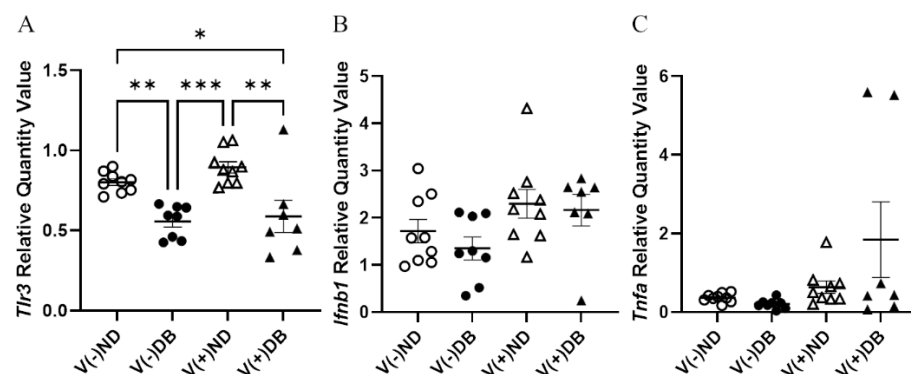 A
*
** *** **
Tlr3 Relative Quantity Value
1.5
1.0
0.5
0.0
V(-)ND
V(-)DB
V(+)ND
V(+)DB
B
Ifnb1 Relative Quantity Value
5
4
3
2
1
0
V(-)ND
V(-)DB
V(+)ND
V(+)DB
C
Tnfa Relative Quantity Value
6
4
2
0
V(-)ND
V(-)DB
V(+)ND
V(+)DB